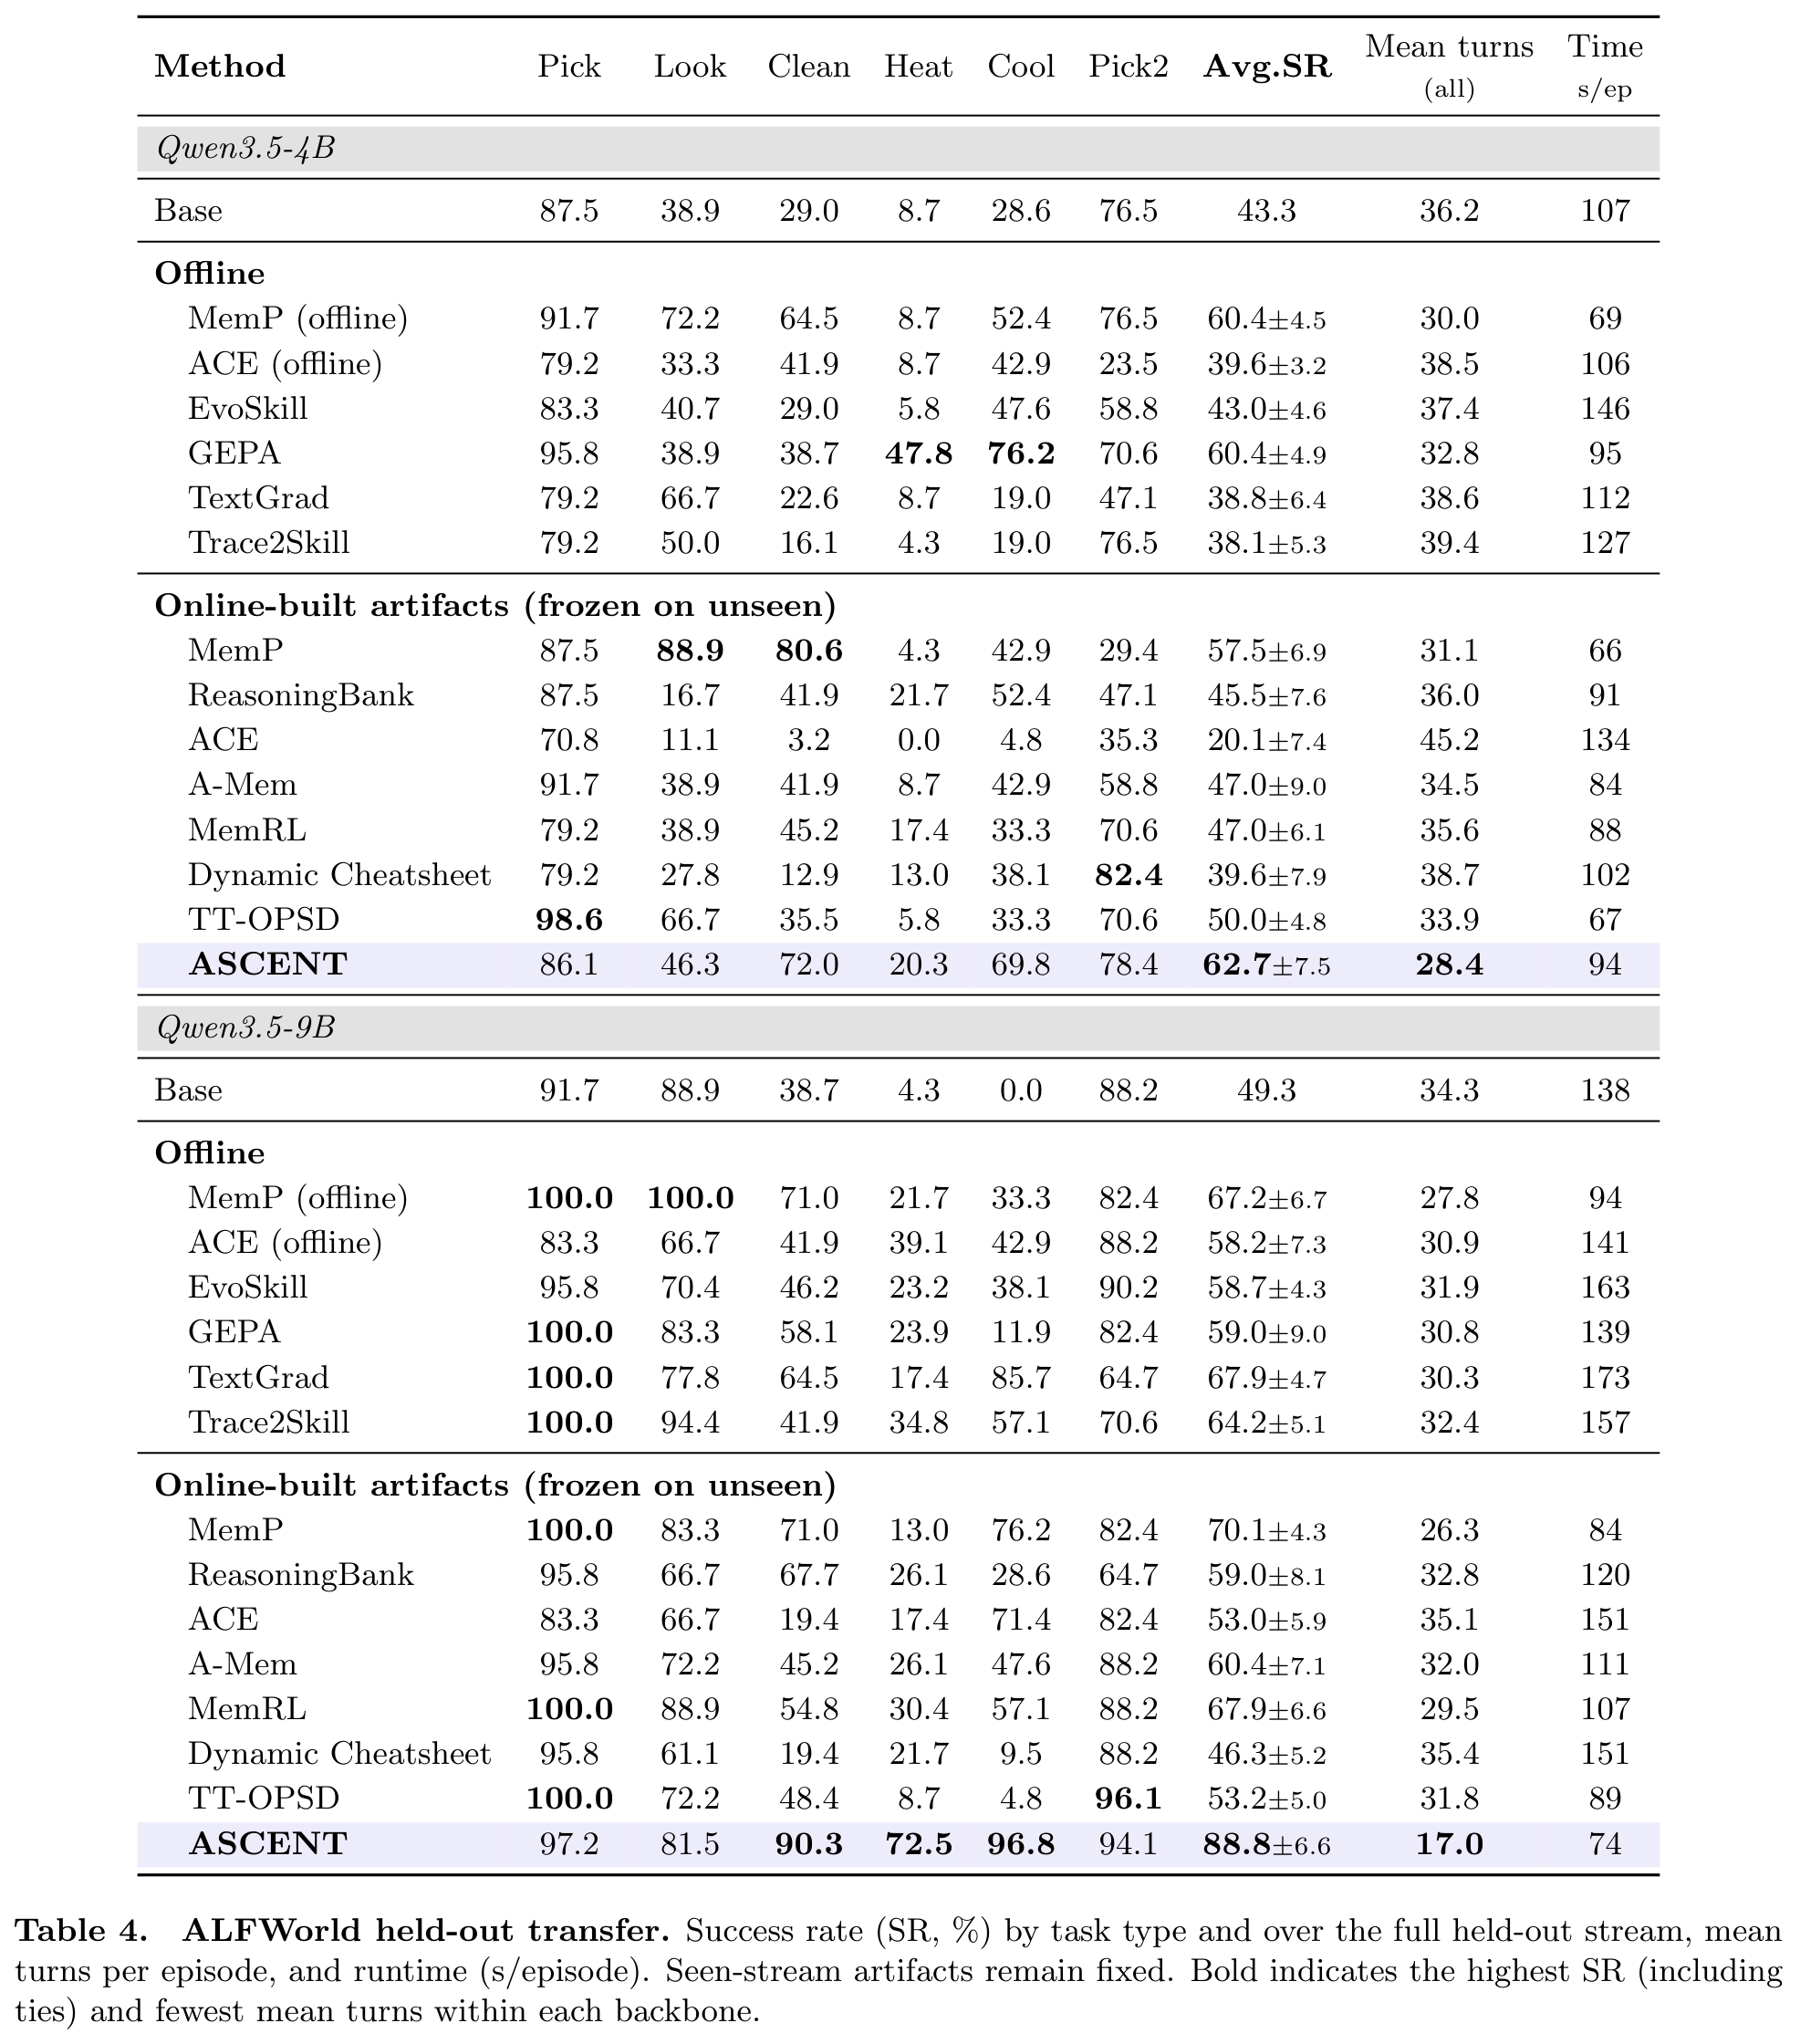 Method Pick Look Clean Heat Cool Pick2 Avg.SR Mean turns (all) Time s/ep
Qwen3.5-4B
Base 87.5 38.9 29.0 8.7 28.6 76.5 43.3 36.2 107
Offline
MemP (offline) 91.7 72.2 64.5 8.7 52.4 76.5 60.4±4.5 30.0 69
ACE (offline) 79.2 33.3 41.9 8.7 42.9 23.5 39.6±3.2 38.5 106
EvoSkill 83.3 40.7 29.0 5.8 47.6 58.8 43.0±4.6 37.4 146
GEPA 95.8 38.9 38.7 47.8 76.2 70.6 60.4±4.9 32.8 95
TextGrad 79.2 66.7 22.6 8.7 19.0 47.1 38.8±6.4 38.6 112
Trace2Skill 79.2 50.0 16.1 4.3 19.0 76.5 38.1±5.3 39.4 127
Online-built artifacts (frozen on unseen)
MemP 87.5 88.9 80.6 4.3 42.9 29.4 57.5±6.9 31.1 66
ReasoningBank 87.5 16.7 41.9 21.7 52.4 47.1 45.5±7.6 36.0 91
ACE 70.8 11.1 3.2 0.0 4.8 35.3 20.1±7.4 45.2 134
A-Mem 91.7 38.9 41.9 8.7 42.9 58.8 47.0±9.0 34.5 84
MemRL 79.2 38.9 45.2 17.4 33.3 70.6 47.0±6.1 35.6 88
Dynamic Cheatsheet 79.2 27.8 12.9 13.0 38.1 82.4 39.6±7.9 38.7 102
TT-OPSD 98.6 66.7 35.5 5.8 33.3 70.6 50.0±4.8 33.9 67
ASCENT 86.1 46.3 72.0 20.3 69.8 78.4 62.7±7.5 28.4 94
Qwen3.5-9B
Base 91.7 88.9 38.7 4.3 0.0 88.2 49.3 34.3 138
Offline
MemP (offline) 100.0 100.0 71.0 21.7 33.3 82.4 67.2±6.7 27.8 94
ACE (offline) 83.3 66.7 41.9 39.1 42.9 88.2 58.2±7.3 30.9 141
EvoSkill 95.8 70.4 46.2 23.2 38.1 90.2 58.7±4.3 31.9 163
GEPA 100.0 83.3 58.1 23.9 11.9 82.4 59.0±9.0 30.8 139
TextGrad 100.0 77.8 64.5 17.4 85.7 64.7 67.9±4.7 30.3 173
Trace2Skill 100.0 94.4 41.9 34.8 57.1 70.6 64.2±5.1 32.4 157
Online-built artifacts (frozen on unseen)
MemP 100.0 83.3 71.0 13.0 76.2 82.4 70.1±4.3 26.3 84
ReasoningBank 95.8 66.7 67.7 26.1 28.6 64.7 59.0±8.1 32.8 120
ACE 83.3 66.7 19.4 17.4 71.4 82.4 53.0±5.9 35.1 151
A-Mem 95.8 72.2 45.2 26.1 47.6 88.2 60.4±7.1 32.0 111
MemRL 100.0 88.9 54.8 30.4 57.1 88.2 67.9±6.6 29.5 107
Dynamic Cheatsheet 95.8 61.1 19.4 21.7 9.5 88.2 46.3±5.2 35.4 151
TT-OPSD 100.0 72.2 48.4 8.7 4.8 96.1 53.2±5.0 31.8 89
ASCENT 97.2 81.5 90.3 72.5 96.8 94.1 88.8±6.6 17.0 74
Table 4. ALFWorld held-out transfer. Success rate (SR, %) by task type and over the full held-out stream, mean
turns per episode, and runtime (s/episode). Seen-stream artifacts remain fixed. Bold indicates the highest SR (including
ties) and fewest mean turns within each backbone.